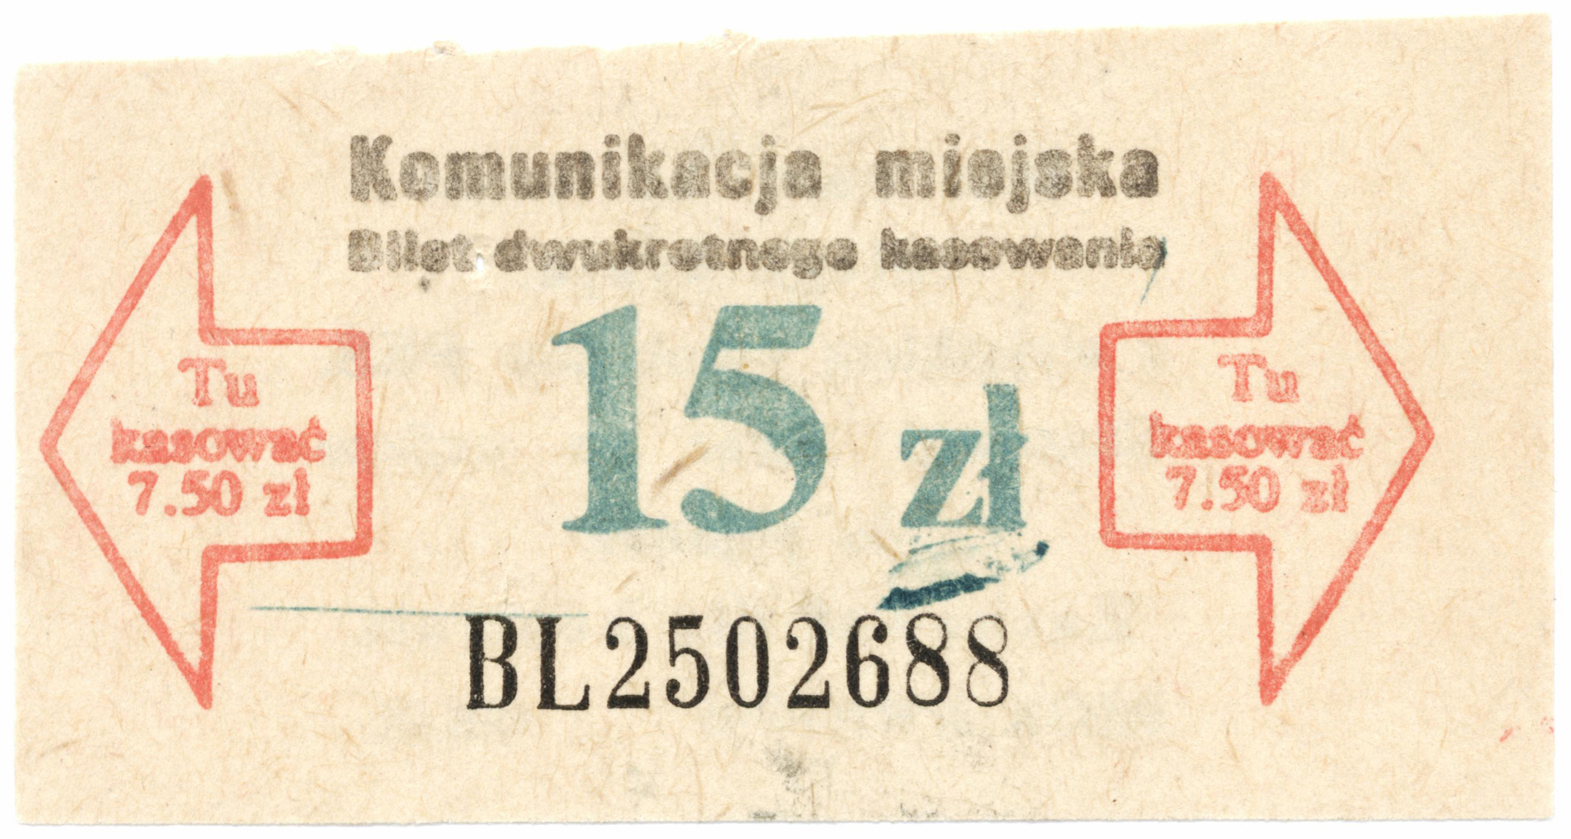 Komunikacja miejska
Bilet dwukrotnego kasowania
15 zł
Tu
kasować
7.50 zł
Tu
kasować
7.50 zł
BL2502688